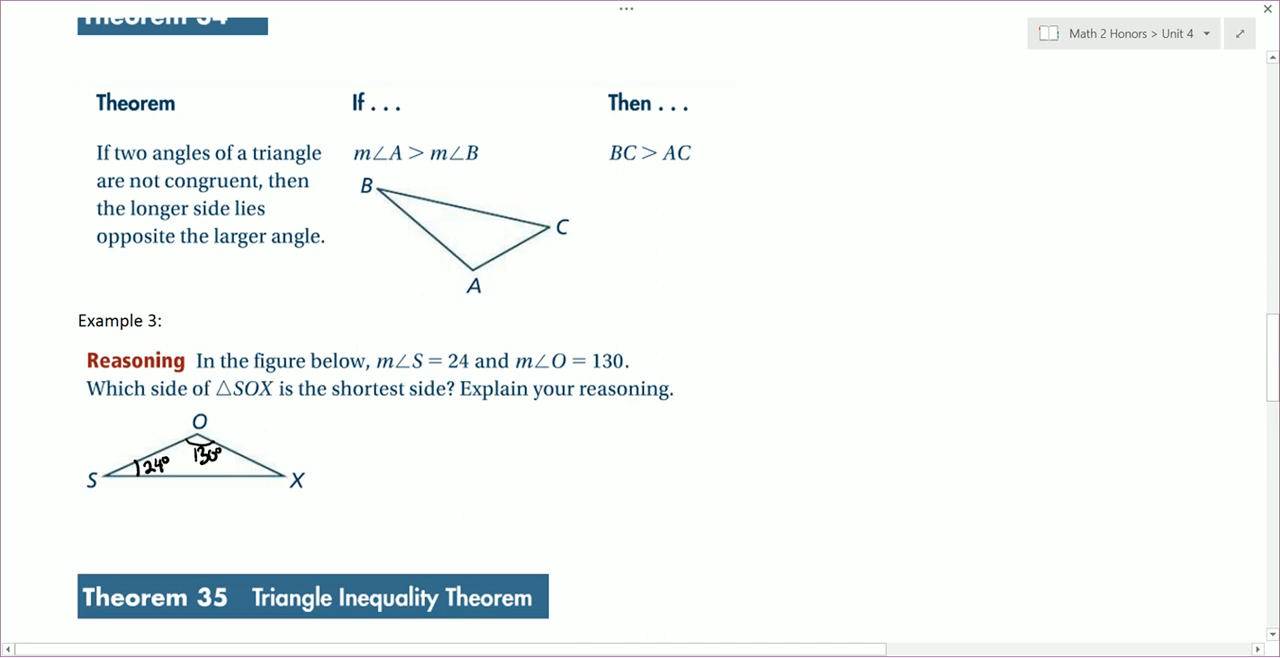 Theorem 34
Math 2 Honors > Unit 4
Theorem If . . . Then . . .
If two angles of a triangle m∠A > m∠B BC > AC
are not congruent, then
the longer side lies
opposite the larger angle.
B
C
A
Example 3:
Reasoning In the figure below, m∠S = 24 and m∠O = 130.
Which side of △SOX is the shortest side? Explain your reasoning.
O
24° 130°
S X
Theorem 35 Triangle Inequality Theorem